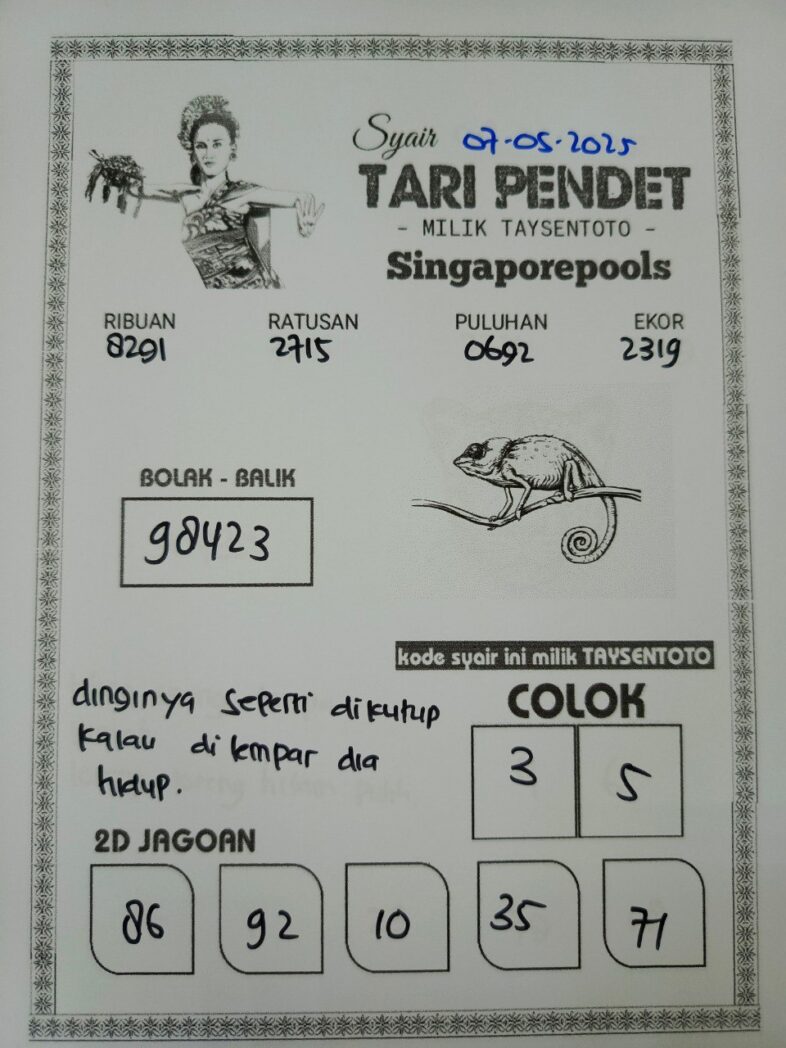 Syair 07-05-2025
TARI PENDET
- MILIK TAYSENTOTO -
Singaporepools
RIBUAN RATUSAN PULUHAN EKOR
8291 2715 0692 2319
BOLAK - BALIK
98423
kode syair ini milik TAYSENTOTO
dinginya seperti dikutup
kalau di lempar dia
hidup.
COLOK
3 5
2D JAGOAN
86 92 10 35 71